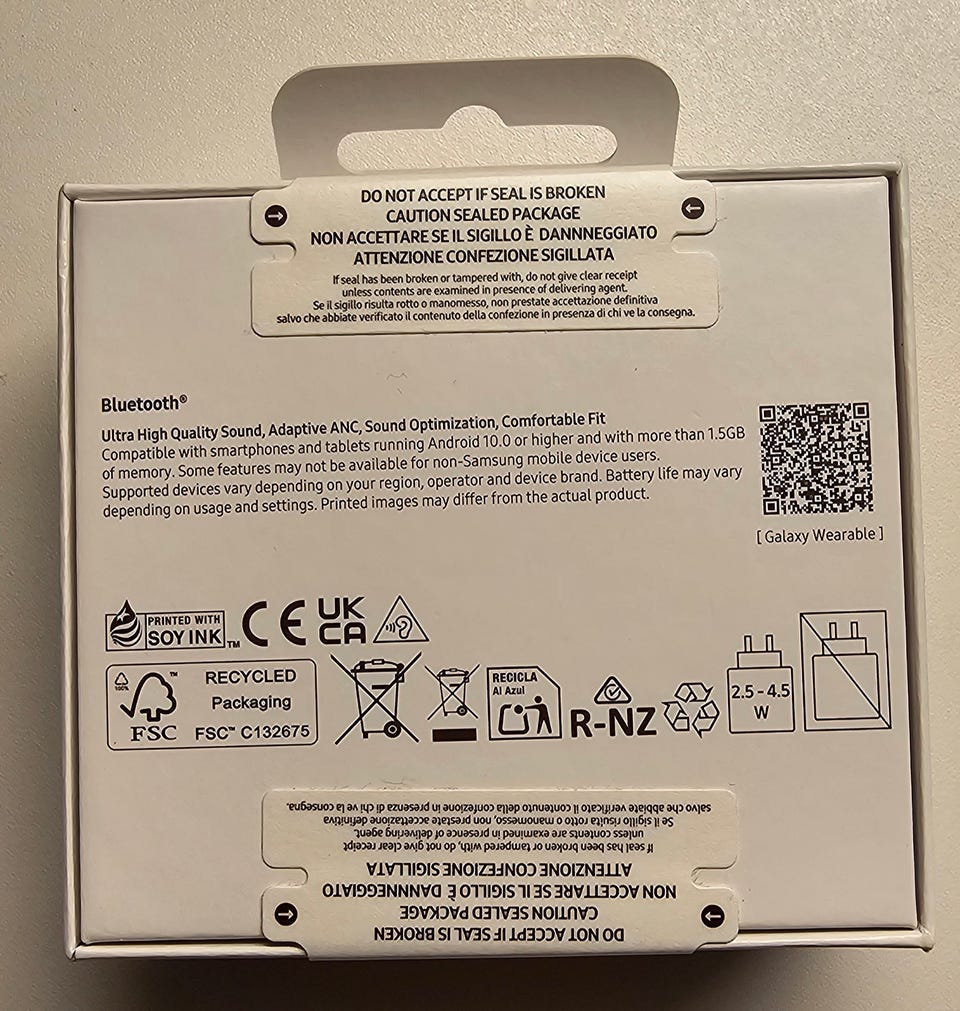 DO NOT ACCEPT IF SEAL IS BROKEN
CAUTION SEALED PACKAGE
NON ACCETTARE SE IL SIGILLO È DANNNEGGIATO
ATTENZIONE CONFEZIONE SIGILLATA
If seal has been broken or tampered with, do not give clear receipt
unless contents are examined in presence of delivering agent.
Se il sigillo risulta rotto o manomesso, non prestate accettazione definitiva
salvo che abbiate verificato il contenuto della confezione in presenza di chi ve la consegna.
Bluetooth®
Ultra High Quality Sound, Adaptive ANC, Sound Optimization, Comfortable Fit
Compatible with smartphones and tablets running Android 10.0 or higher and with more than 1.5GB
of memory. Some features may not be available for non-Samsung mobile device users.
Supported devices vary depending on your region, operator and device brand. Battery life may vary
depending on usage and settings. Printed images may differ from the actual product.
[ Galaxy Wearable ]
PRINTED WITH
SOY INK™
CE
UK
CA
100%
™
FSC
RECYCLED
Packaging
FSC™ C132675
RECICLA
Al Azul
R-NZ
2.5 - 4.5
W
DO NOT ACCEPT IF SEAL IS BROKEN
CAUTION SEALED PACKAGE
NON ACCETTARE SE IL SIGILLO È DANNNEGGIATO
ATTENZIONE CONFEZIONE SIGILLATA
If seal has been broken or tampered with, do not give clear receipt
unless contents are examined in presence of delivering agent.
Se il sigillo risulta rotto o manomesso, non prestate accettazione definitiva
salvo che abbiate verificato il contenuto della confezione in presenza di chi ve la consegna.